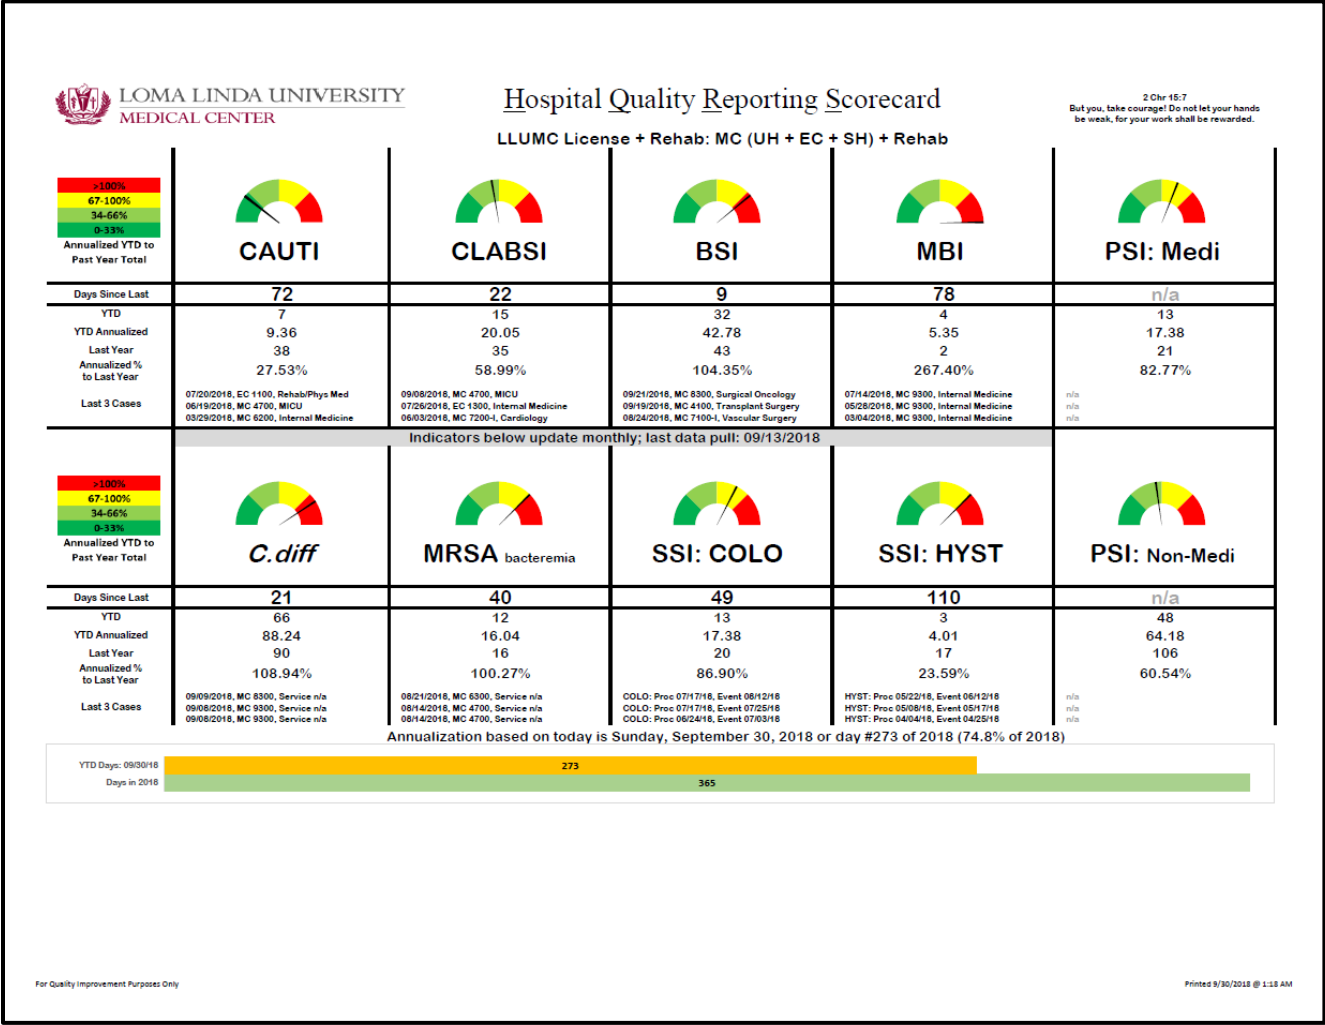 LOMA LINDA UNIVERSITY
MEDICAL CENTER
Hospital Quality Reporting Scorecard
LLUMC License + Rehab: MC (UH + EC + SH) + Rehab
2 Chr 15:7
But you, take courage! Do not let your hands
be weak, for your work shall be rewarded.
>100%
67-100%
34-66%
0-33%
Annualized YTD to
Past Year Total
CAUTI CLABSI BSI MBI PSI: Medi
Days Since Last 72 22 9 78 n/a
YTD 7 15 32 4 13
YTD Annualized 9.36 20.05 42.78 5.35 17.38
Last Year 38 35 43 2 21
Annualized %
to Last Year 27.53% 58.99% 104.35% 267.40% 82.77%
Last 3 Cases
07/20/2018, EC 1100, Rehab/Phys Med
06/19/2018, MC 4700, MICU
03/29/2018, MC 6200, Internal Medicine
09/08/2018, MC 4700, MICU
07/26/2018, EC 1300, Internal Medicine
06/03/2018, MC 7200-I, Cardiology
09/21/2018, MC 8300, Surgical Oncology
09/19/2018, MC 4100, Transplant Surgery
08/24/2018, MC 7100-I, Vascular Surgery
07/14/2018, MC 9300, Internal Medicine
05/28/2018, MC 9300, Internal Medicine
03/04/2018, MC 9300, Internal Medicine
n/a
n/a
n/a
Indicators below update monthly; last data pull: 09/13/2018
>100%
67-100%
34-66%
0-33%
Annualized YTD to
Past Year Total
C.diff MRSA bacteremia SSI: COLO SSI: HYST PSI: Non-Medi
Days Since Last 21 40 49 110 n/a
YTD 66 12 13 3 48
YTD Annualized 88.24 16.04 17.38 4.01 64.18
Last Year 90 16 20 17 106
Annualized %
to Last Year 108.94% 100.27% 86.90% 23.59% 60.54%
Last 3 Cases
09/09/2018, MC 8300, Service n/a
09/08/2018, MC 9300, Service n/a
09/08/2018, MC 9300, Service n/a
08/21/2018, MC 6300, Service n/a
08/14/2018, MC 4700, Service n/a
08/14/2018, MC 4700, Service n/a
COLO: Proc 07/17/18, Event 08/12/18
COLO: Proc 07/17/18, Event 07/25/18
COLO: Proc 06/24/18, Event 07/03/18
HYST: Proc 05/22/18, Event 06/12/18
HYST: Proc 05/08/18, Event 05/17/18
HYST: Proc 04/04/18, Event 04/25/18
n/a
n/a
n/a
Annualization based on today is Sunday, September 30, 2018 or day #273 of 2018 (74.8% of 2018)
YTD Days: 09/30/18 273
Days in 2018 365
For Quality Improvement Purposes Only
Printed 9/30/2018 @ 1:18 AM